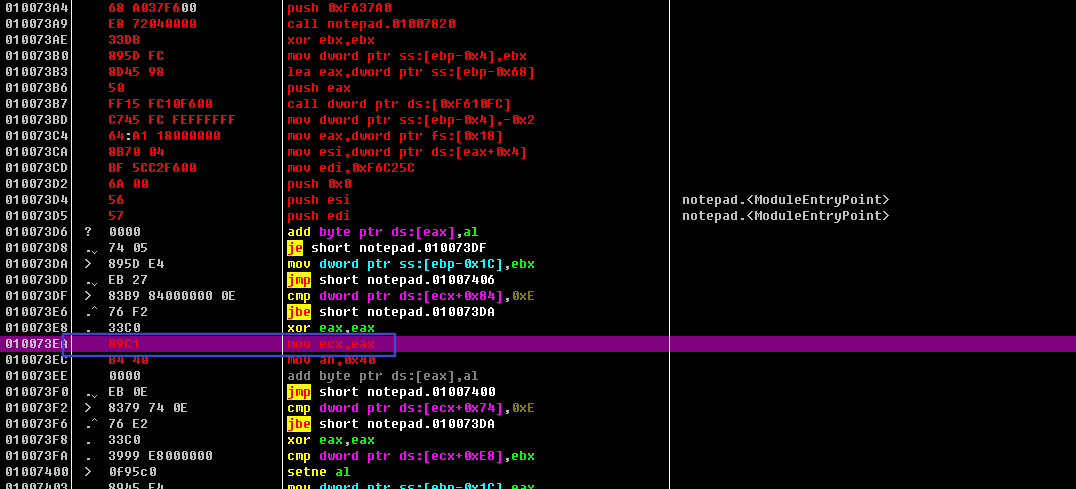 010073A4 68 A037F600 push 0xF637A0
010073A9 E8 72040000 call notepad.01007820
010073AE 33DB xor ebx,ebx
010073B0 895D FC mov dword ptr ss:[ebp-0x4],ebx
010073B3 8D45 98 lea eax,dword ptr ss:[ebp-0x68]
010073B6 50 push eax
010073B7 FF15 FC10F600 call dword ptr ds:[0xF610FC]
010073BD C745 FC FEFFFFFF mov dword ptr ss:[ebp-0x4],-0x2
010073C4 64:A1 18000000 mov eax,dword ptr fs:[0x18]
010073CA 8B70 04 mov esi,dword ptr ds:[eax+0x4]
010073CD BF 5CC2F600 mov edi,0xF6C25C
010073D2 6A 00 push 0x0
010073D4 56 push esi notepad.<ModuleEntryPoint>
010073D5 57 push edi notepad.<ModuleEntryPoint>
010073D6 ? 0000 add byte ptr ds:[eax],al
010073D8 .ˇ 74 05 je short notepad.010073DF
010073DA > 895D E4 mov dword ptr ss:[ebp-0x1C],ebx
010073DD .ˇ EB 27 jmp short notepad.01007406
010073DF > 83B9 84000000 0E cmp dword ptr ds:[ecx+0x84],0xE
010073E6 .^ 76 F2 jbe short notepad.010073DA
010073E8 . 33C0 xor eax,eax
010073EA 89C1 mov ecx,eax
010073EC B4 40 mov ah,0x40
010073EE 0000 add byte ptr ds:[eax],al
010073F0 .ˇ EB 0E jmp short notepad.01007400
010073F2 > 8379 74 0E cmp dword ptr ds:[ecx+0x74],0xE
010073F6 .^ 76 E2 jbe short notepad.010073DA
010073F8 . 33C0 xor eax,eax
010073FA . 3999 E8000000 cmp dword ptr ds:[ecx+0xE8],ebx
01007400 > 0f95c0 setne al
01007403 . 8945 E4 mov dword ptr ss:[ebp-0x1C],eax